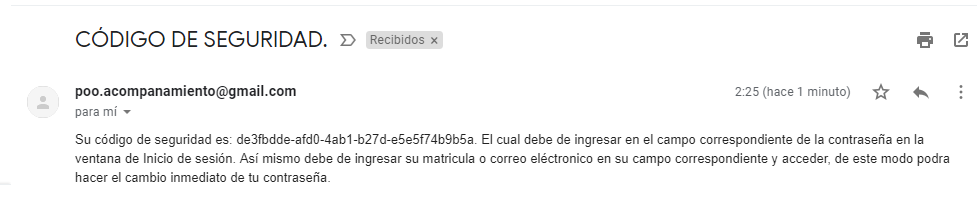 CÓDIGO DE SEGURIDAD.
Recibidos ×
poo.acompanamiento@gmail.com
2:25 (hace 1 minuto)
para mí
Su código de seguridad es: de3fbdde-afd0-4ab1-b27d-e5e5f74b9b5a. El cual debe de ingresar en el campo correspondiente de la contraseña en la
ventana de Inicio de sesión. Así mismo debe de ingresar su matricula o correo eléctronico en su campo correspondiente y acceder, de este modo podra
hacer el cambio inmediato de tu contraseña.